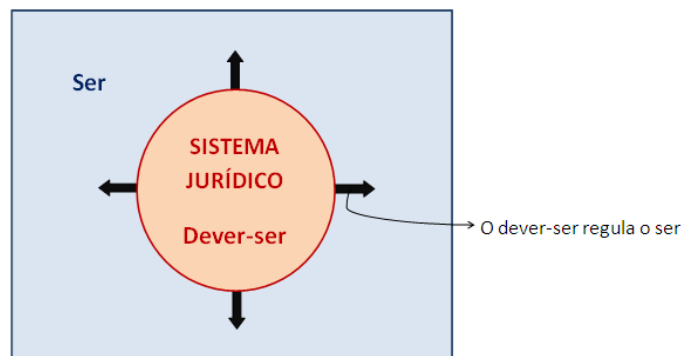 Ser
SISTEMA
JURÍDICO
Dever-ser
O dever-ser regula o ser